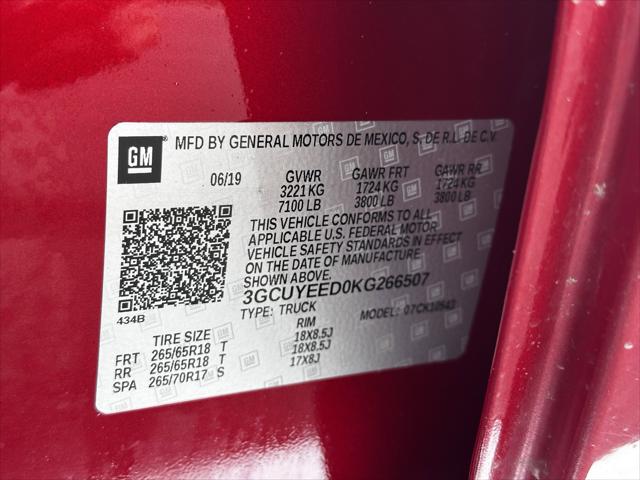 GM
MFD BY GENERAL MOTORS DE MEXICO, S. DE R.L. DE C.V.
06/19 GVWR GAWR FRT GAWR RR
3221 KG 1724 KG 1724 KG
7100 LB 3800 LB 3800 LB
THIS VEHICLE CONFORMS TO ALL
APPLICABLE U.S. FEDERAL MOTOR
VEHICLE SAFETY STANDARDS IN EFFECT
ON THE DATE OF MANUFACTURE
SHOWN ABOVE.
3GCUYEED0KG266507
434B TYPE: TRUCK MODEL: 07CK10543
TIRE SIZE RIM
FRT 265/65R18 T 18X8.5J
RR 265/65R18 T 18X8.5J
SPA 265/70R17 S 17X8J